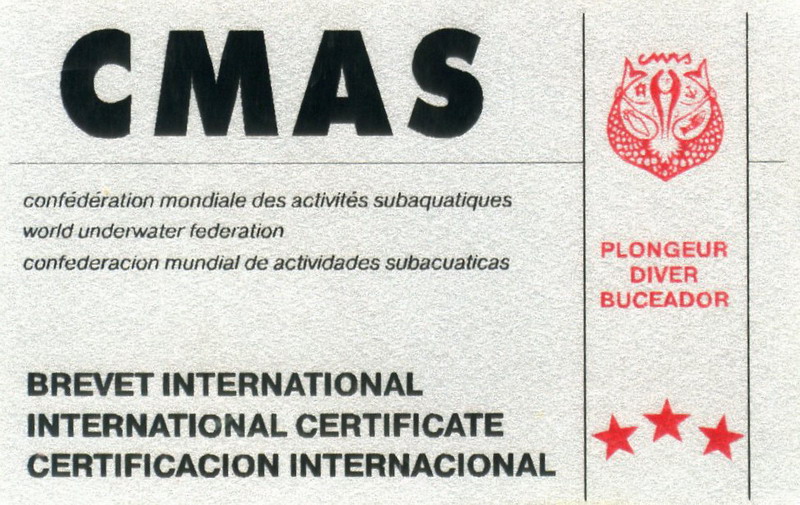 CMAS
confédération mondiale des activités subaquatiques
world underwater federation
confederacion mundial de actividades subacuaticas
BREVET INTERNATIONAL
INTERNATIONAL CERTIFICATE
CERTIFICACION INTERNACIONAL
cmas
PLONGEUR
DIVER
BUCEADOR